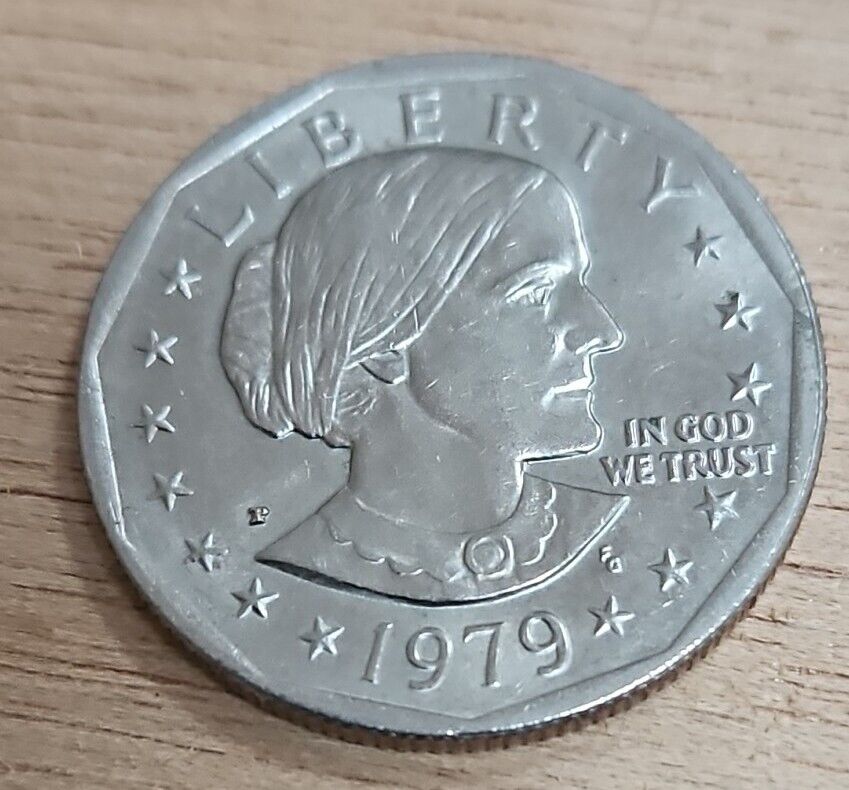 LIBERTY
IN GOD
WE TRUST
P
FG
1979